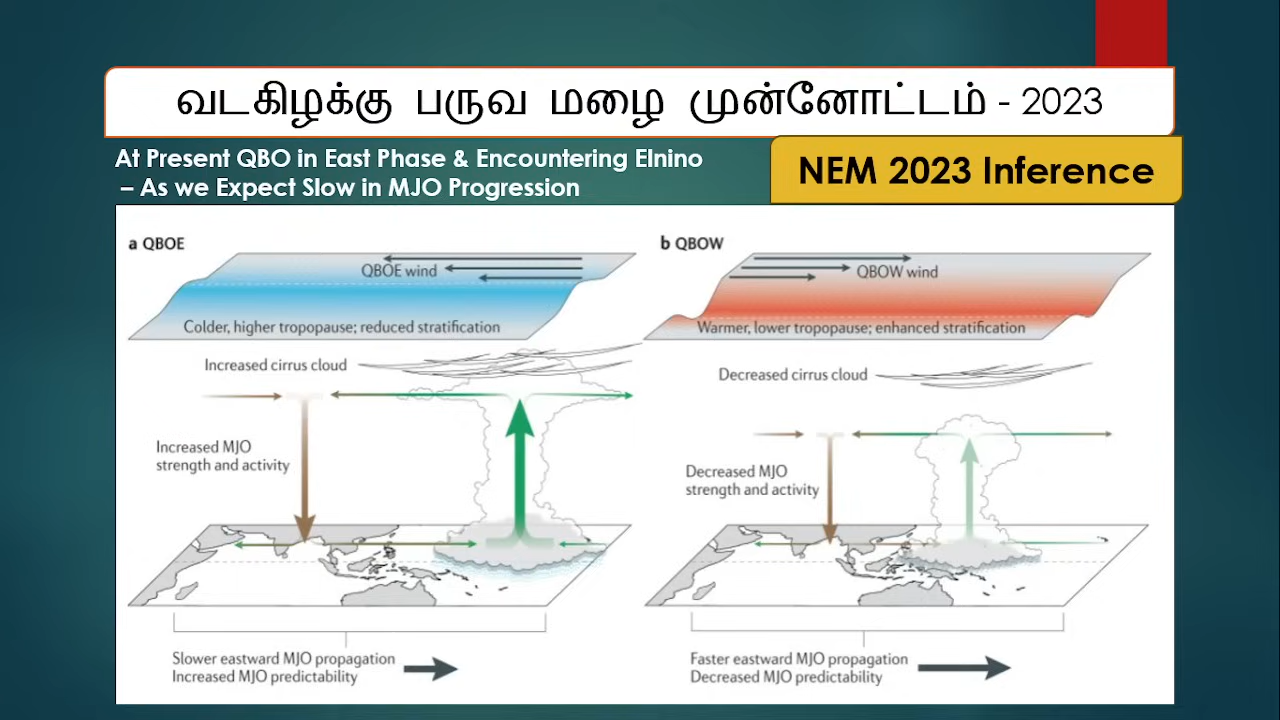 வடகிழக்கு பருவ மழை முன்னோட்டம் - 2023
At Present QBO in East Phase & Encountering Elnino
– As we Expect Slow in MJO Progression
NEM 2023 Inference
a QBOE
QBOE wind
Colder, higher tropopause; reduced stratification
Increased cirrus cloud
Increased MJO
strength and activity
Slower eastward MJO propagation
Increased MJO predictability
b QBOW
QBOW wind
Warmer, lower tropopause; enhanced stratification
Decreased cirrus cloud
Decreased MJO
strength and activity
Faster eastward MJO propagation
Decreased MJO predictability